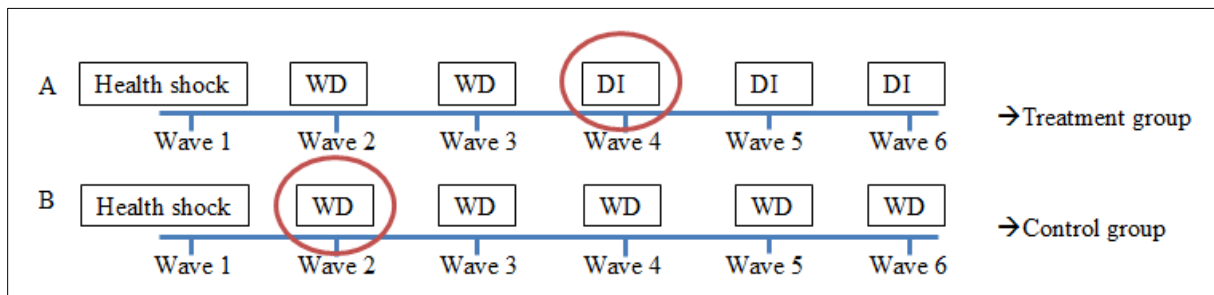 A Health shock WD WD DI DI DI
Wave 1 Wave 2 Wave 3 Wave 4 Wave 5 Wave 6 →Treatment group
B Health shock WD WD WD WD WD
Wave 1 Wave 2 Wave 3 Wave 4 Wave 5 Wave 6 →Control group